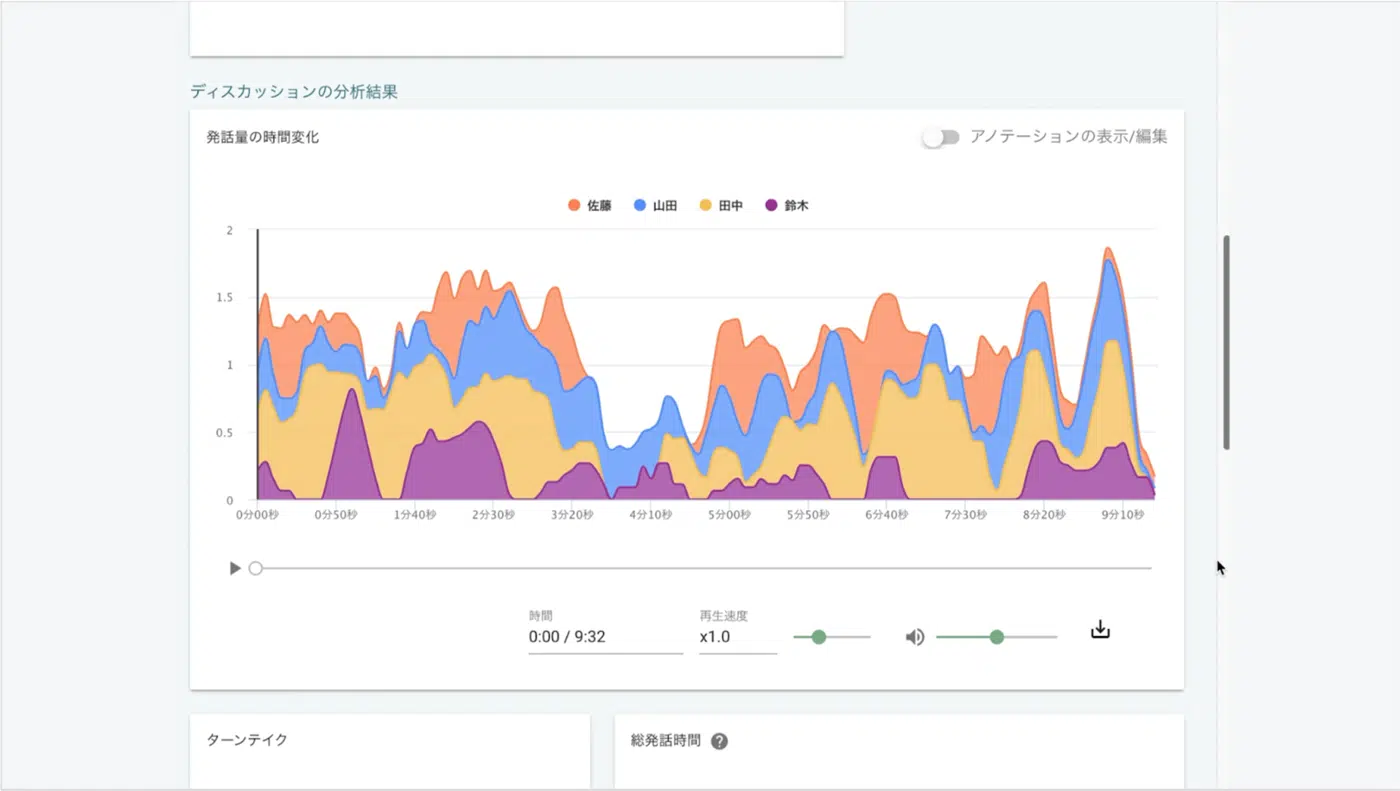 ディスカッションの分析結果
発話量の時間変化
アノテーションの表示/編集
佐藤 山田 田中 鈴木
2
1.5
1
0.5
0
0分00秒 0分50秒 1分40秒 2分30秒 3分20秒 4分10秒 5分00秒 5分50秒 6分40秒 7分30秒 8分20秒 9分10秒
時間
0:00 / 9:32
再生速度
x1.0
ターンテイク
総発話時間 ?